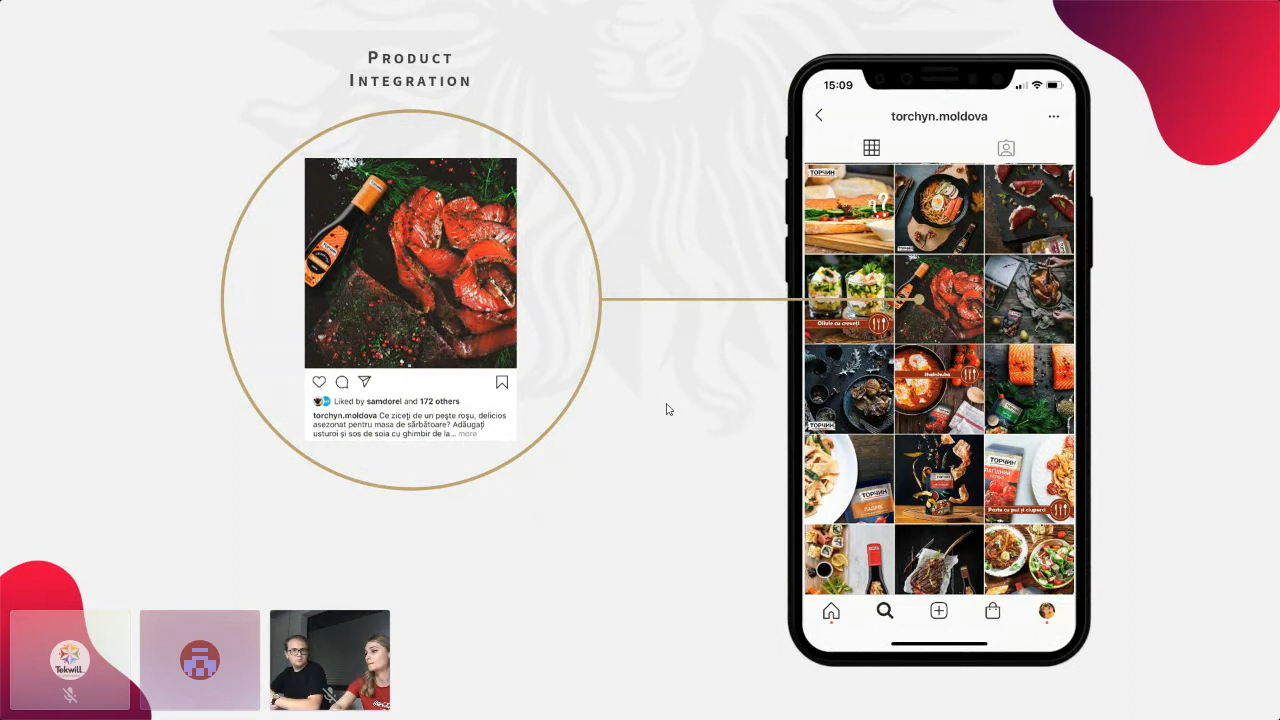 PRODUCT
INTEGRATION
Liked by samdorel and 172 others
torchyn.moldova Ce ziceți de un pește roșu, delicios
asezonat pentru masa de sărbătoare? Adăugați
usturoi și sos de soia cu ghimbir de la... more
15:09
torchyn.moldova
ТОРЧИН
Olivie cu creveți
ТОРЧИН
ТОРЧИН
ТОРЧИН
ТОРЧИН
Paste cu pui și ciuperci
Tekwill